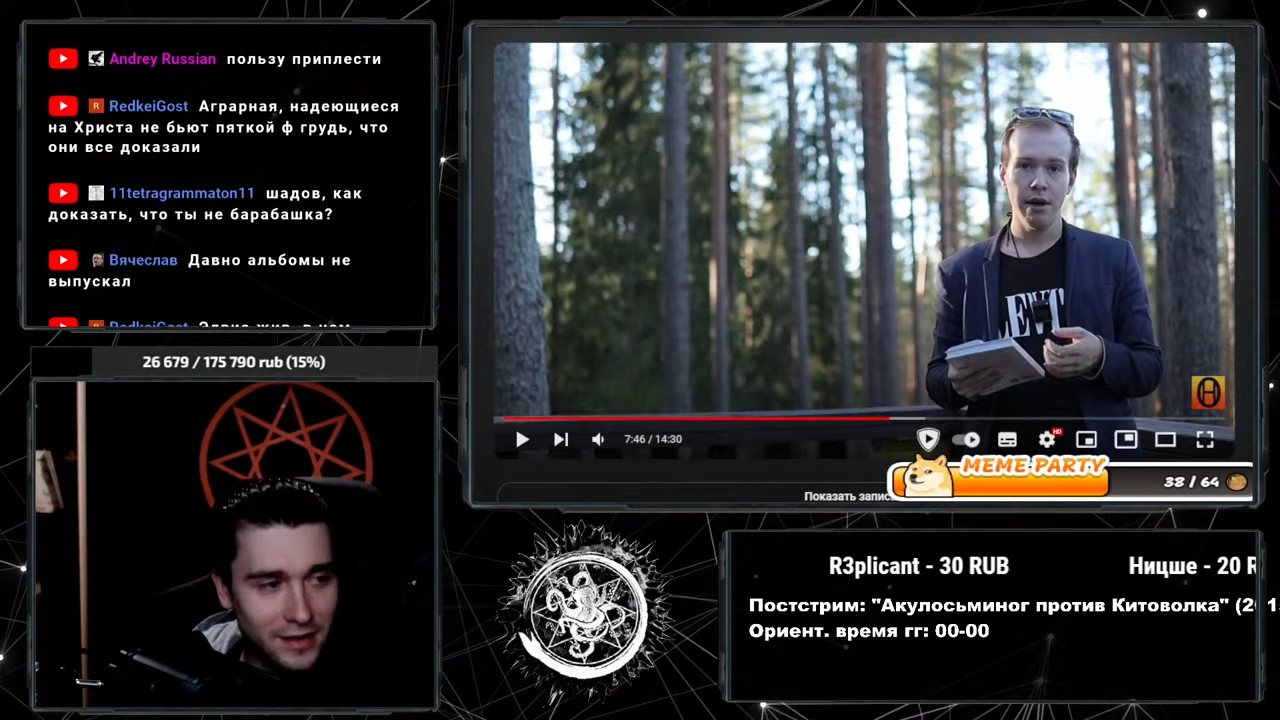 Andrey Russian пользу приплести
RedkeiGost Аграрная, надеющиеся
на Христа не бьют пяткой ф грудь, что
они все доказали
11tetragrammaton11 шадов, как
доказать, что ты не барабашка?
Вячеслав Давно альбомы не
выпускал
26 679 / 175 790 rub (15%)
7:46 / 14:30
HD
MEME PARTY
38 / 64
Показать запис
R3plicant - 30 RUB
Ницше - 20 R
Постстрим: "Акулосьминог против Китоволка" (2
Ориент. время гг: 00-00